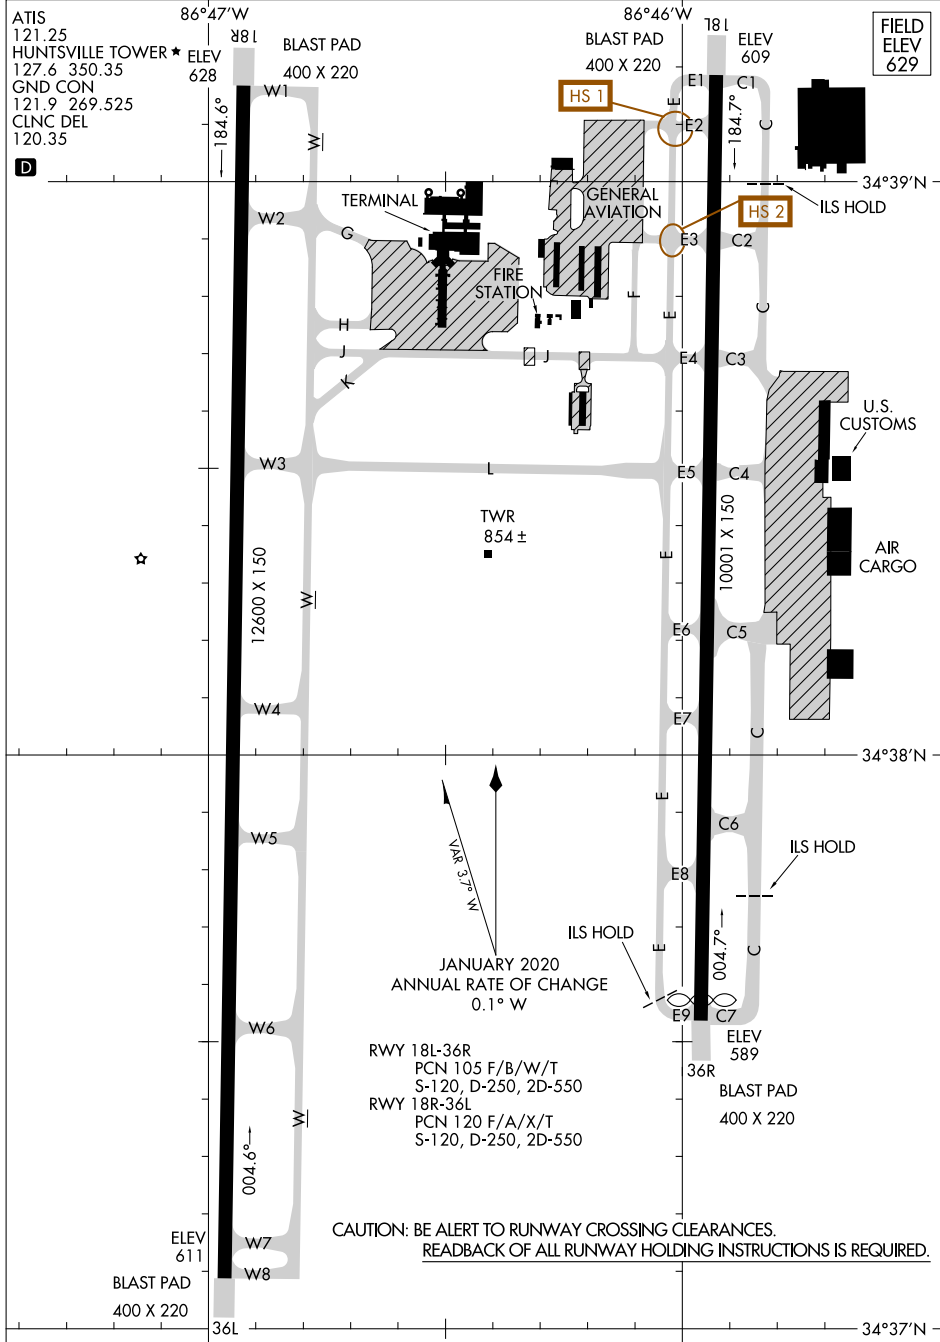 ATIS
121.25
HUNTSVILLE TOWER ★
127.6 350.35
GND CON
121.9 269.525
CLNC DEL
120.35
D
86°47'W
86°46'W
FIELD
ELEV
629
18R
ELEV
628
BLAST PAD
400 X 220
BLAST PAD
400 X 220
18L
ELEV
609
HS 1
W1
E1
C1
184.6°
W
E
E2
184.7°
C
34°39'N
TERMINAL
GENERAL
AVIATION
HS 2
ILS HOLD
W2
G
E3
C2
FIRE
STATION
F
E
C
H
J
J
E4
C3
K
U.S.
CUSTOMS
W3
L
E5
C4
TWR
854 ±
12600 X 150
W
E
10001 X 150
AIR
CARGO
E6
C5
W4
E7
C
34°38'N
E
W5
VAR 3.7° W
C6
ILS HOLD
E8
ILS HOLD
E
004.7°
C
JANUARY 2020
ANNUAL RATE OF CHANGE
0.1° W
W6
E9
C7
ELEV
589
36R
RWY 18L-36R
PCN 105 F/B/W/T
S-120, D-250, 2D-550
RWY 18R-36L
PCN 120 F/A/X/T
S-120, D-250, 2D-550
BLAST PAD
400 X 220
W
004.6°
CAUTION: BE ALERT TO RUNWAY CROSSING CLEARANCES.
READBACK OF ALL RUNWAY HOLDING INSTRUCTIONS IS REQUIRED.
ELEV
611
W7
W8
BLAST PAD
400 X 220
36L
34°37'N